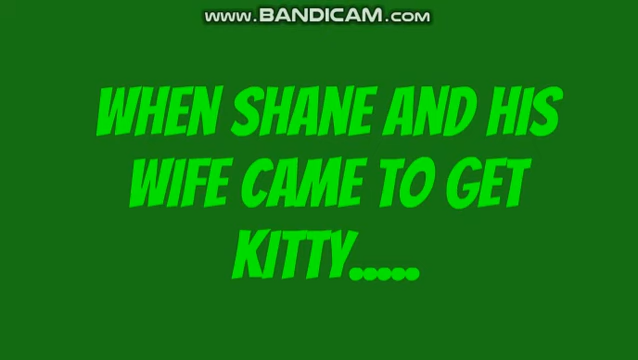 www.BANDICAM.com
WHEN SHANE AND HIS
WIFE CAME TO GET
KITTY.....